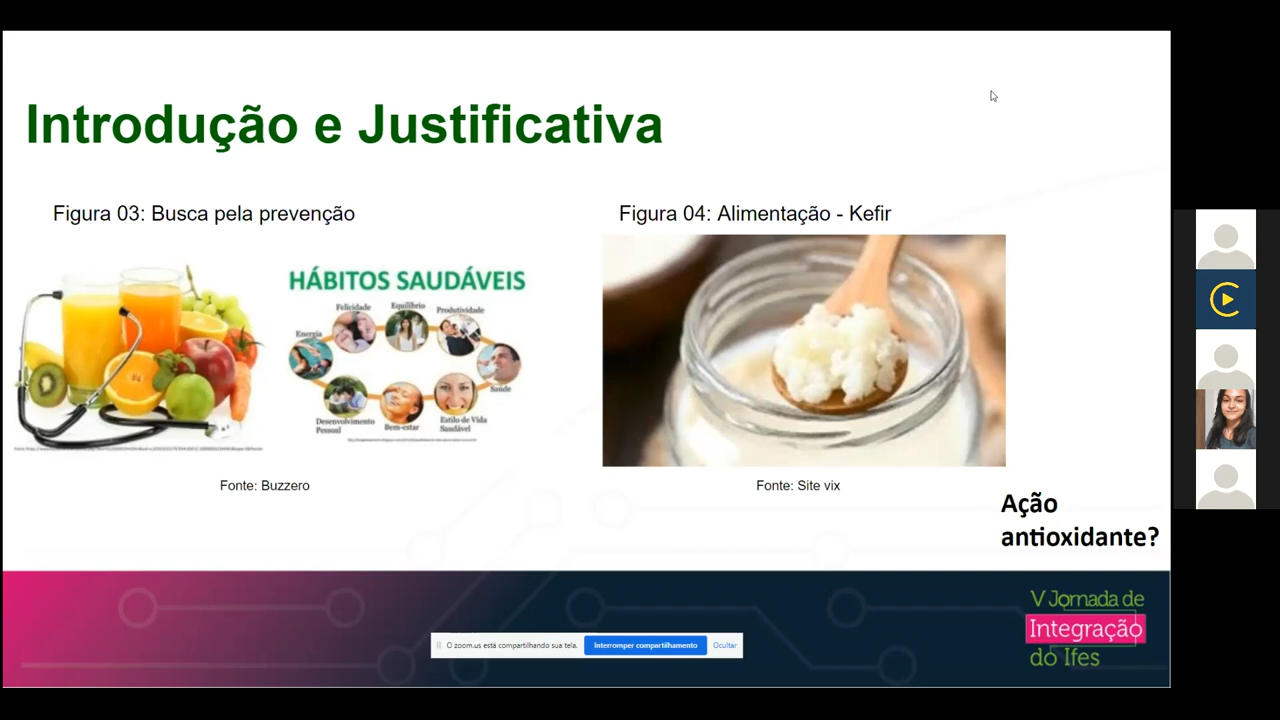 Introdução e Justificativa
Figura 03: Busca pela prevenção
Figura 04: Alimentação - Kefir
HÁBITOS SAUDÁVEIS
Felicidade
Equilíbrio
Produtividade
Energia
Saúde
Desenvolvimento
Pessoal
Bem-estar
Estilo de Vida
Saudável
Fonte: Buzzero
Fonte: Site vix
Ação
antioxidante?
V Jornada de
Integração
do Ifes
O zoom.us está compartilhando sua tela.
Interromper compartilhamento
Ocultar